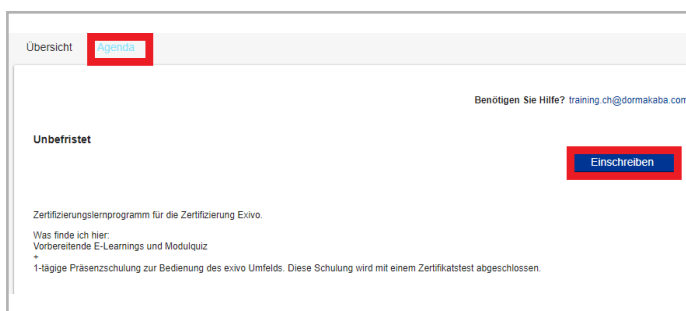 Übersicht Agenda
Benötigen Sie Hilfe? training.ch@dormakaba.com
Unbefristet
Einschreiben
Zertifizierungslernprogramm für die Zertifizierung Exivo.
Was finde ich hier:
Vorbereitende E-Learnings und Modulquiz
+
1-tägige Präsenzschulung zur Bedienung des exivo Umfelds. Diese Schulung wird mit einem Zertifikatstest abgeschlossen.